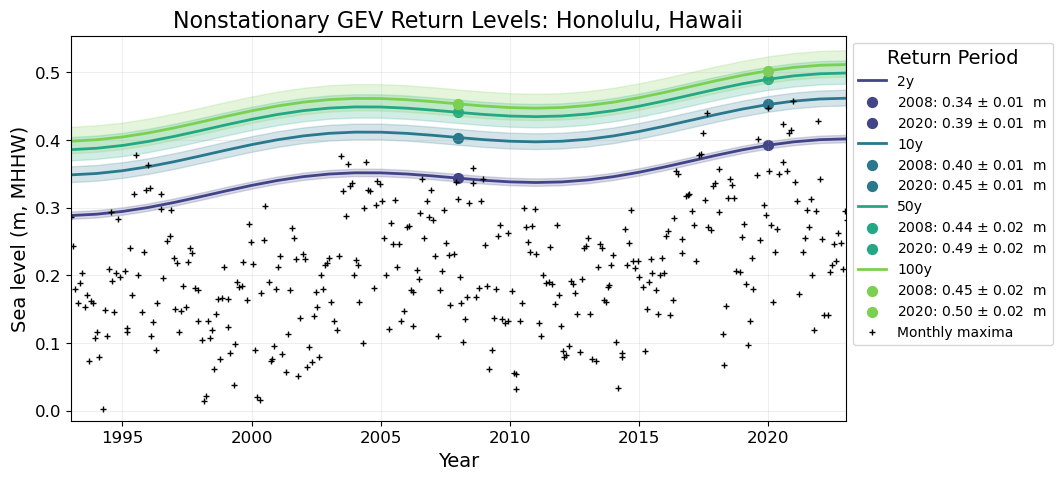 Nonstationary GEV Return Levels: Honolulu, Hawaii
Sea level (m, MHHW)
0.5
0.4
0.3
0.2
0.1
0.0
1995
2000
2005
2010
2015
2020
Year
Return Period
2y
2008: 0.34 ± 0.01 m
2020: 0.39 ± 0.01 m
10y
2008: 0.40 ± 0.01 m
2020: 0.45 ± 0.01 m
50y
2008: 0.44 ± 0.02 m
2020: 0.49 ± 0.02 m
100y
2008: 0.45 ± 0.02 m
2020: 0.50 ± 0.02 m
Monthly maxima